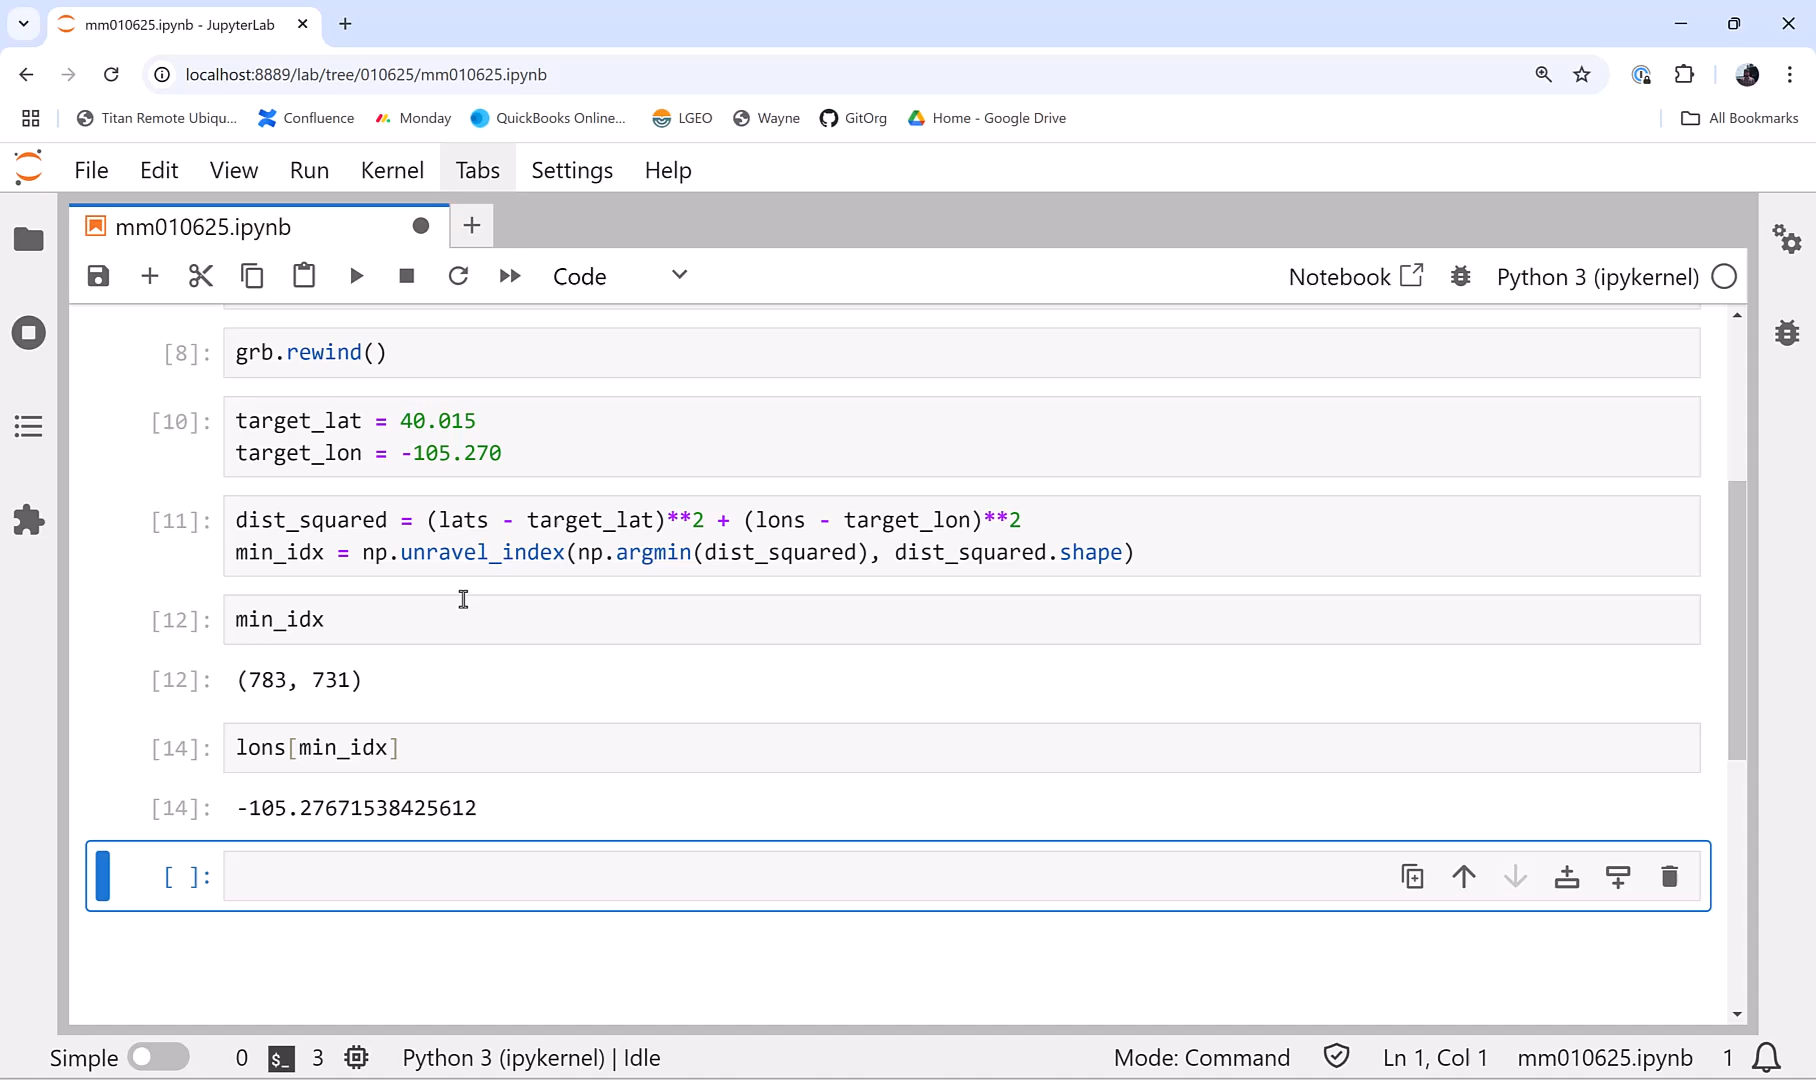 mm010625.ipynb - JupyterLab
localhost:8889/lab/tree/010625/mm010625.ipynb
Titan Remote Ubiqu... Confluence Monday QuickBooks Online... LGEO Wayne GitOrg Home - Google Drive All Bookmarks
File Edit View Run Kernel Tabs Settings Help
mm010625.ipynb
Code Notebook Python 3 (ipykernel)
[8]: grb.rewind()
[10]: target_lat = 40.015
target_lon = -105.270
[11]: dist_squared = (lats - target_lat)**2 + (lons - target_lon)**2
min_idx = np.unravel_index(np.argmin(dist_squared), dist_squared.shape)
[12]: min_idx
[12]: (783, 731)
[14]: lons[min_idx]
[14]: -105.27671538425612
[ ]:
Simple 0 $_ 3 Python 3 (ipykernel) | Idle Mode: Command Ln 1, Col 1 mm010625.ipynb 1